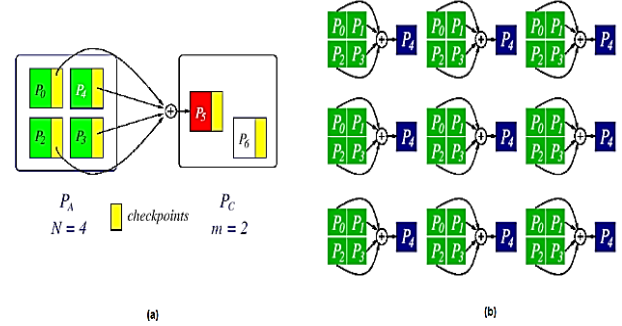 P0 P4
P2 P3
⊕
P5
P6
PA PC
N = 4 checkpoints m = 2
(a)
P0 P1 P0 P1 P0 P1
⊕ P4 ⊕ P4 ⊕ P4
P2 P3 P2 P3 P2 P3
P0 P1 P0 P1 P0 P1
⊕ P4 ⊕ P4 ⊕ P4
P2 P3 P2 P3 P2 P3
P0 P1 P0 P1 P0 P1
⊕ P4 ⊕ P4 ⊕ P4
P2 P3 P2 P3 P2 P3
(b)